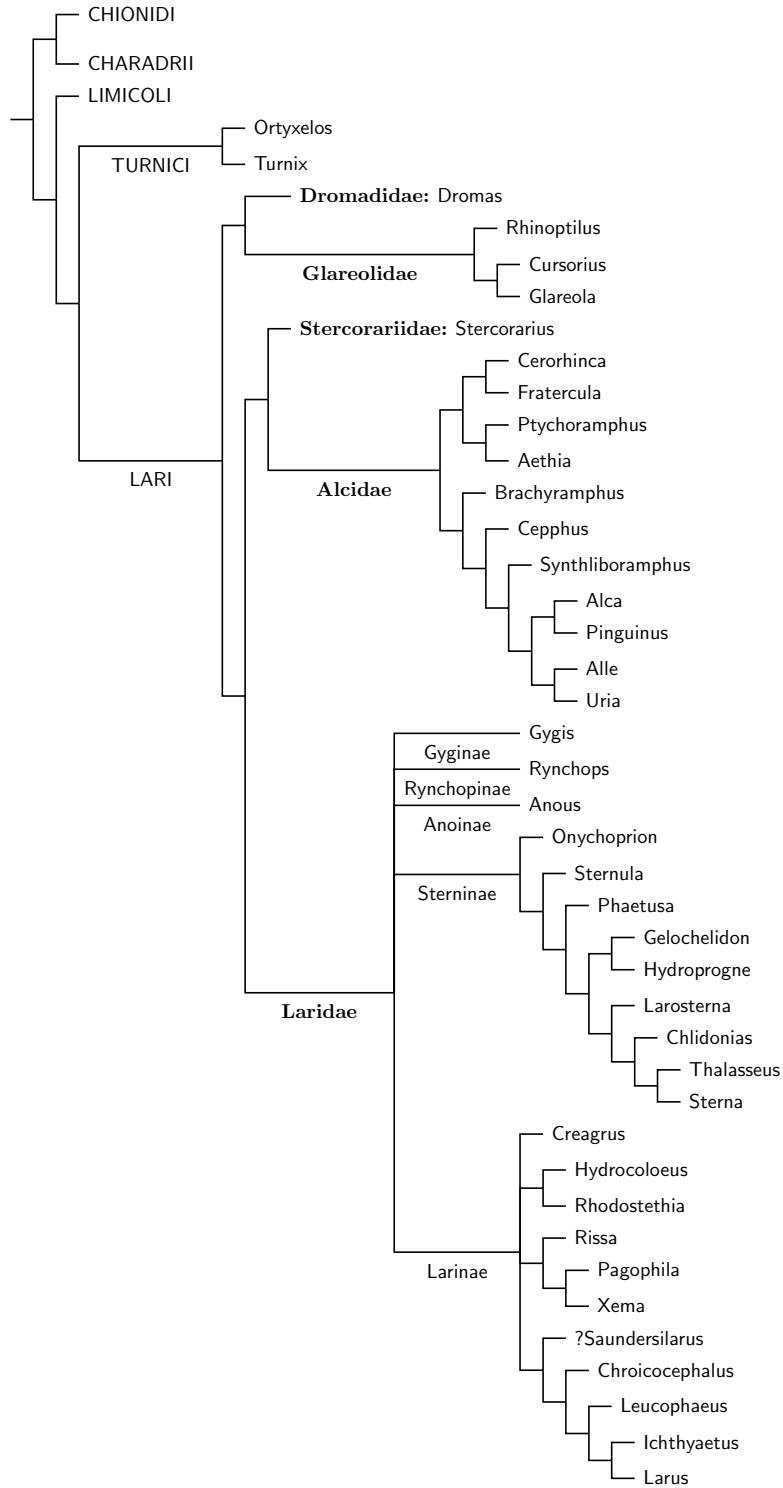 CHIONIDI
CHARADRII
LIMICOLI
Ortyxelos
TURNICI
Turnix
Dromadidae: Dromas
Rhinoptilus
Cursorius
Glareolidae
Glareola
Stercorariidae: Stercorarius
Cerorhinca
Fratercula
Ptychoramphus
Aethia
LARI
Alcidae
Brachyramphus
Cepphus
Synthliboramphus
Alca
Pinguinus
Alle
Uria
Gygis
Gyginae
Rynchops
Rynchopinae
Anous
Anoinae
Onychoprion
Sternula
Sterninae
Phaetusa
Gelochelidon
Hydroprogne
Larosterna
Laridae
Chlidonias
Thalasseus
Sterna
Creagrus
Hydrocoloeus
Rhodostethia
Rissa
Larinae
Pagophila
Xema
?Saundersilarus
Chroicocephalus
Leucophaeus
Ichthyaetus
Larus